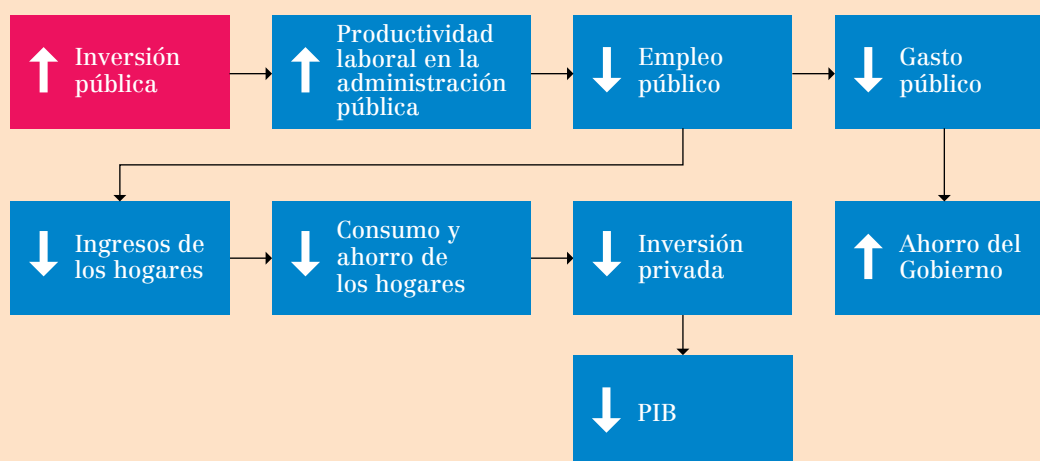 Inversión
pública
Productividad
laboral en la
administración
pública
Empleo
público
Gasto
público
Ingresos de
los hogares
Consumo y
ahorro de
los hogares
Inversión
privada
Ahorro del
Gobierno
PIB